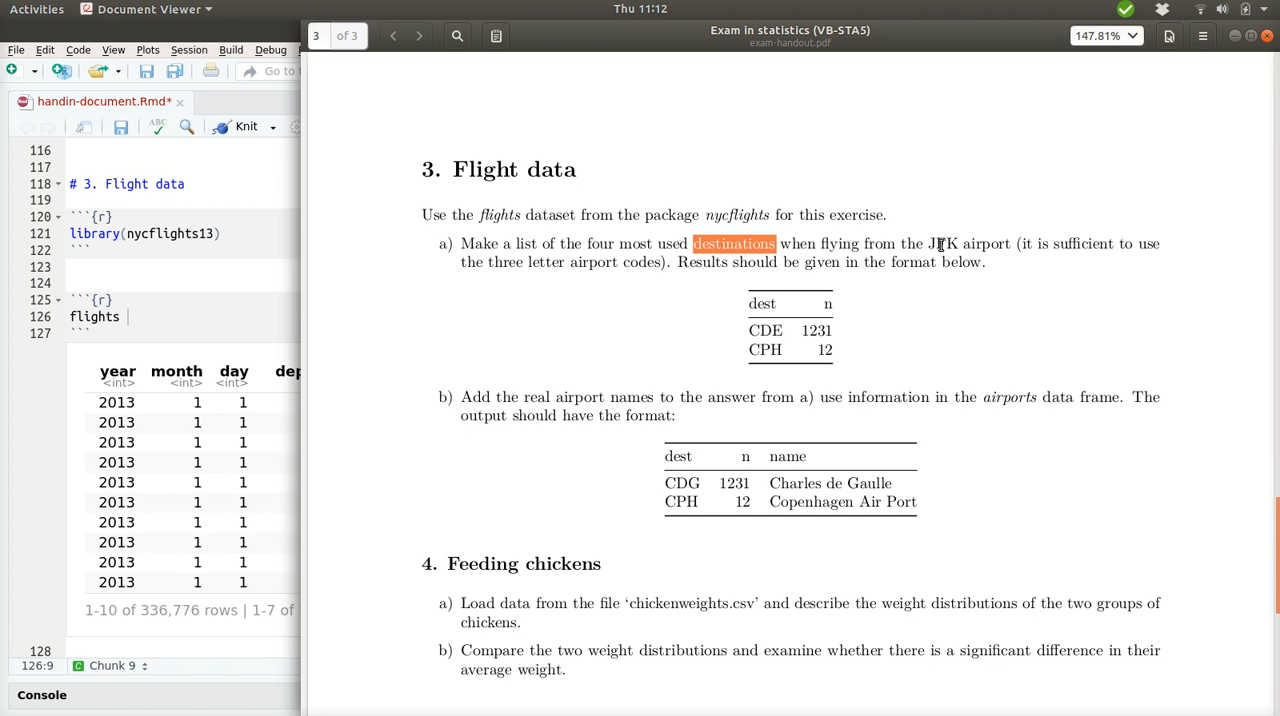 Activities Document Viewer Thu 11:12
File Edit Code View Plots Session Build Debug
Go to
handin-document.Rmd*
ABC Knit
116
117
118 # 3. Flight data
119
120 ```{r}
121 library(nycflights13)
122 ```
123
124
125 ```{r}
126 flights
127 ```
year month day dep
<int> <int> <int>
2013 1 1
2013 1 1
2013 1 1
2013 1 1
2013 1 1
2013 1 1
2013 1 1
2013 1 1
2013 1 1
2013 1 1
1-10 of 336,776 rows | 1-7 of
128
126:9 Chunk 9
Console
3 of 3
Exam in statistics (VB-STA5)
exam-handout.pdf
147.81%
3. Flight data
Use the flights dataset from the package nycflights for this exercise.
a) Make a list of the four most used destinations when flying from the JFK airport (it is sufficient to use
the three letter airport codes). Results should be given in the format below.
dest n
CDE 1231
CPH 12
b) Add the real airport names to the answer from a) use information in the airports data frame. The
output should have the format:
dest n name
CDG 1231 Charles de Gaulle
CPH 12 Copenhagen Air Port
4. Feeding chickens
a) Load data from the file ‘chickenweights.csv’ and describe the weight distributions of the two groups of
chickens.
b) Compare the two weight distributions and examine whether there is a significant difference in their
average weight.